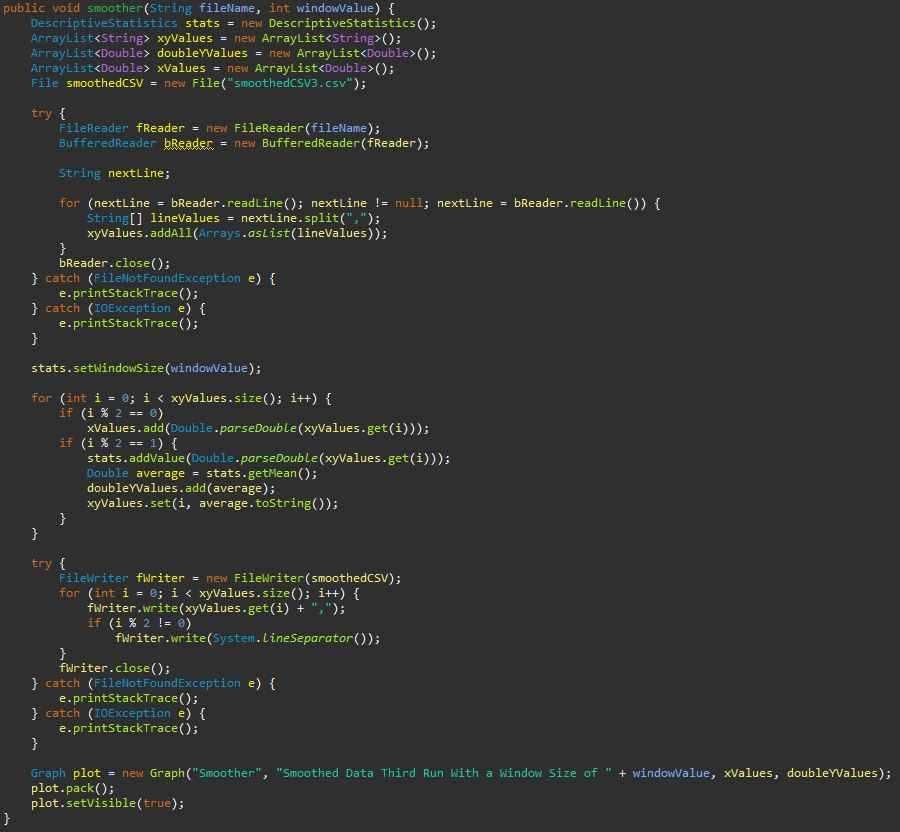 public void smoother(String fileName, int windowValue) {
    DescriptiveStatistics stats = new DescriptiveStatistics();
    ArrayList<String> xyValues = new ArrayList<String>();
    ArrayList<Double> doubleYValues = new ArrayList<Double>();
    ArrayList<Double> xValues = new ArrayList<Double>();
    File smoothedCSV = new File("smoothedCSV3.csv");

    try {
        FileReader fReader = new FileReader(fileName);
        BufferedReader bReader = new BufferedReader(fReader);

        String nextLine;

        for (nextLine = bReader.readLine(); nextLine != null; nextLine = bReader.readLine()) {
            String[] lineValues = nextLine.split(",");
            xyValues.addAll(Arrays.asList(lineValues));
        }
        bReader.close();
    } catch (FileNotFoundException e) {
        e.printStackTrace();
    } catch (IOException e) {
        e.printStackTrace();
    }

    stats.setWindowSize(windowValue);

    for (int i = 0; i < xyValues.size(); i++) {
        if (i % 2 == 0)
            xValues.add(Double.parseDouble(xyValues.get(i)));
        if (i % 2 == 1) {
            stats.addValue(Double.parseDouble(xyValues.get(i)));
            Double average = stats.getMean();
            doubleYValues.add(average);
            xyValues.set(i, average.toString());
        }
    }

    try {
        FileWriter fWriter = new FileWriter(smoothedCSV);
        for (int i = 0; i < xyValues.size(); i++) {
            fWriter.write(xyValues.get(i) + ",");
            if (i % 2 != 0)
                fWriter.write(System.lineSeparator());
        }
        fWriter.close();
    } catch (FileNotFoundException e) {
        e.printStackTrace();
    } catch (IOException e) {
        e.printStackTrace();
    }

    Graph plot = new Graph("Smoother", "Smoothed Data Third Run With a Window Size of " + windowValue, xValues, doubleYValues);
    plot.pack();
    plot.setVisible(true);
}